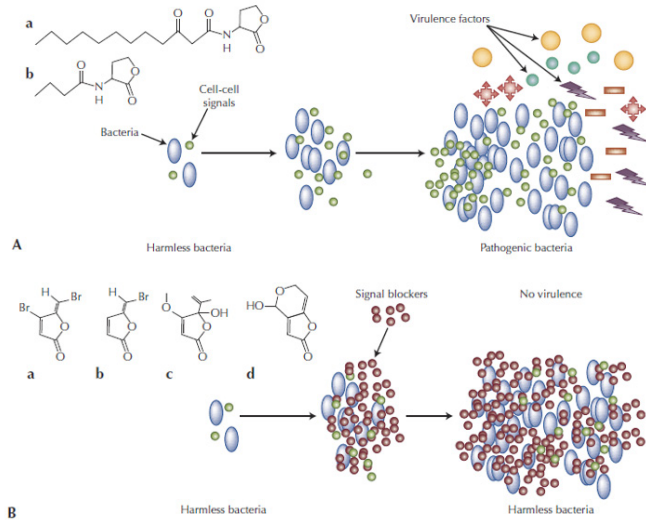 a
O O
N
H
O
O
b
O
N
H
O
O
Cell-cell
signals
Bacteria
Virulence factors
A
Harmless bacteria
Pathogenic bacteria
H Br
Br
O
O
a
H Br
O
O
b
O
OH
O
O
c
O
HO
O
O
d
Signal blockers
No virulence
Harmless bacteria
Harmless bacteria
B